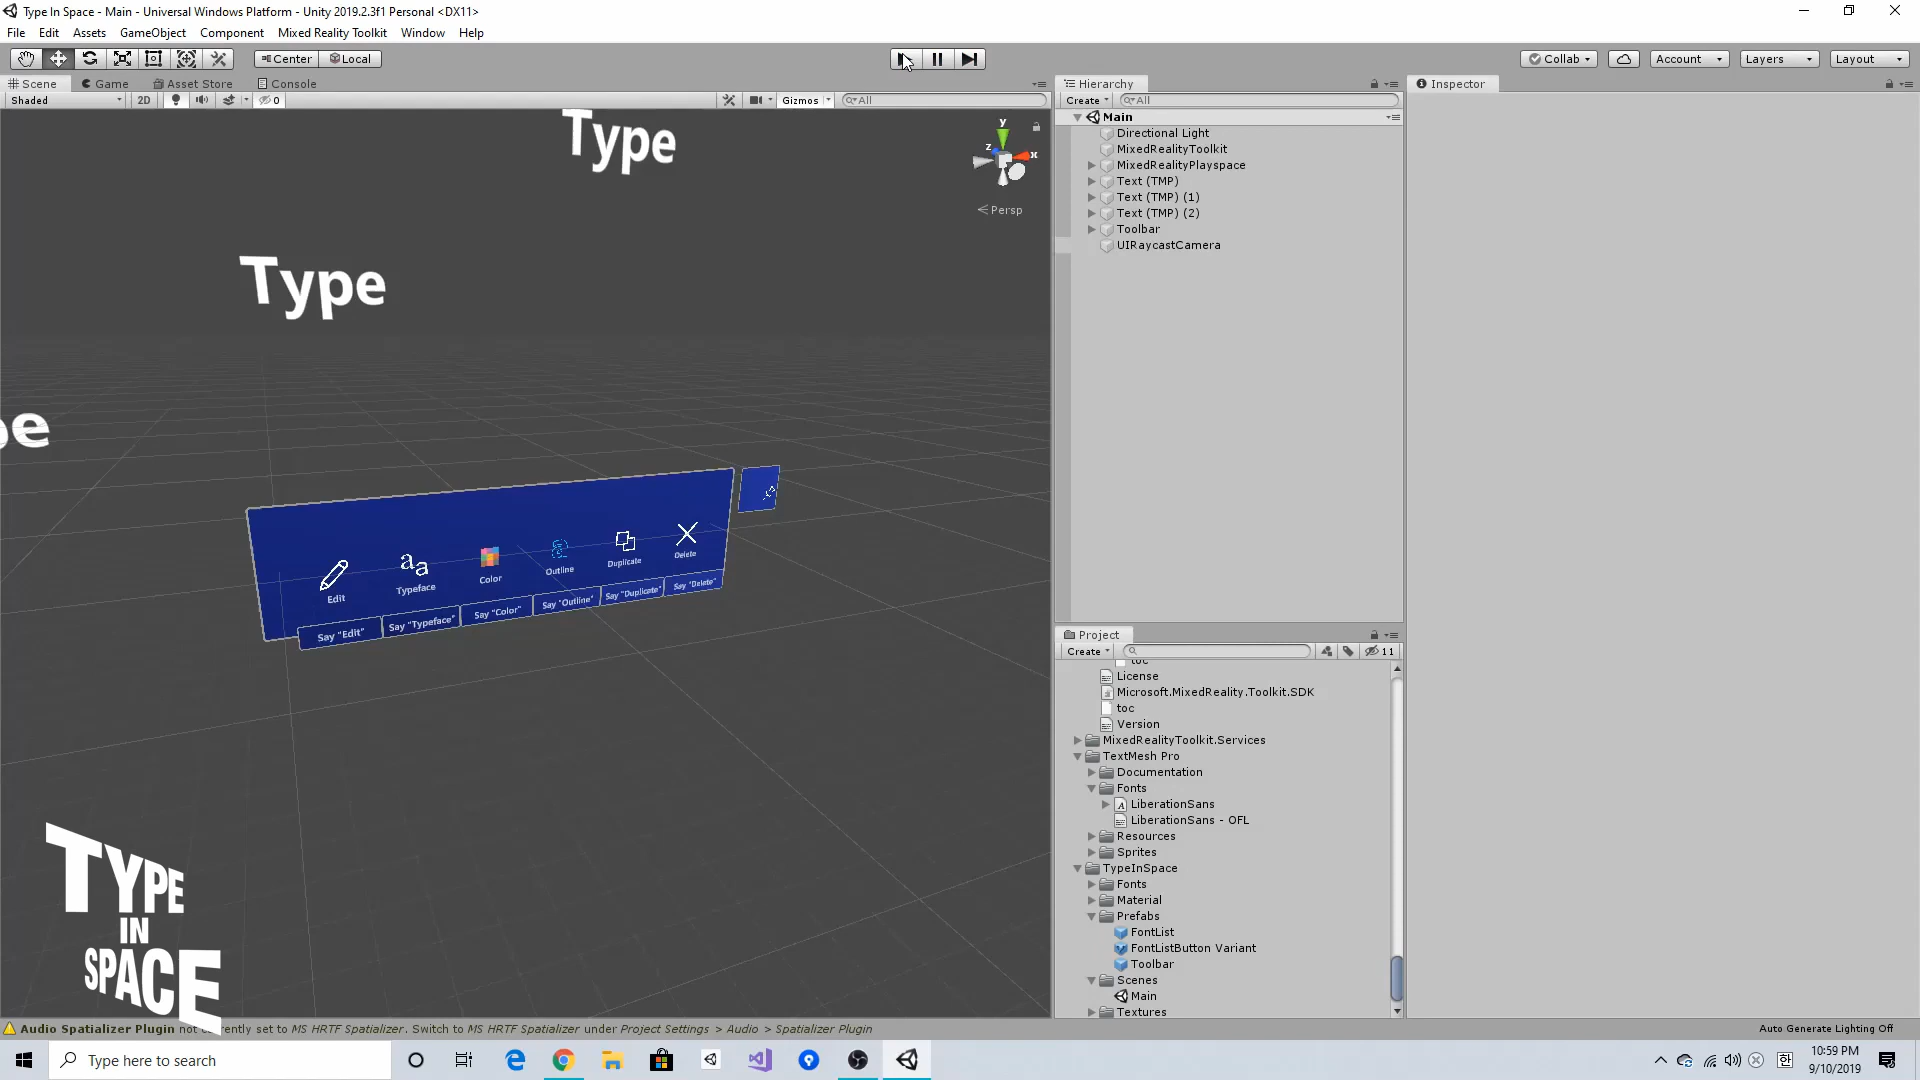 Type In Space - Main - Universal Windows Platform - Unity 2019.2.3f1 Personal <DX11>
File Edit Assets GameObject Component Mixed Reality Toolkit Window Help
Center Local
Collab Account Layers Layout
Scene Game Asset Store Console
Shaded 2D 0 Gizmos All
Type
y
z
x
Persp
Type
pe
Edit
Typeface
Color
Outline
Duplicate
Delete
Say "Edit"
Say "Typeface"
Say "Color"
Say "Outline"
Say "Duplicate"
Say "Delete"
TYPE
IN
SPACE
Hierarchy
Create All
Main
Directional Light
MixedRealityToolkit
MixedRealityPlayspace
Text (TMP)
Text (TMP) (1)
Text (TMP) (2)
Toolbar
UIRaycastCamera
Inspector
Project
Create 11
toc
License
Microsoft.MixedReality.Toolkit.SDK
toc
Version
MixedRealityToolkit.Services
TextMesh Pro
Documentation
Fonts
LiberationSans
LiberationSans - OFL
Resources
Sprites
TypeInSpace
Fonts
Material
Prefabs
FontList
FontListButton Variant
Toolbar
Scenes
Main
Textures
Audio Spatializer Plugin not currently set to MS HRTF Spatializer. Switch to MS HRTF Spatializer under Project Settings > Audio > Spatializer Plugin
Auto Generate Lighting Off
Type here to search
한
10:59 PM
9/10/2019